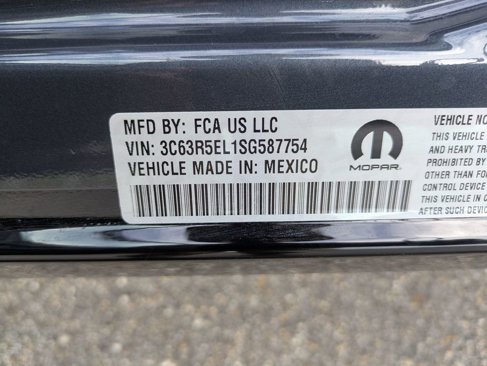 MFD BY: FCA US LLC
VIN: 3C63R5EL1SG587754
VEHICLE MADE IN: MEXICO
MOPAR
VEHICLE NO
THIS VEHICLE
AND HEAVY TR
PROHIBITED BY
OTHER THAN FO
CONTROL DEVICE
THIS VEHICLE IN C
AFTER SUCH DEVIC